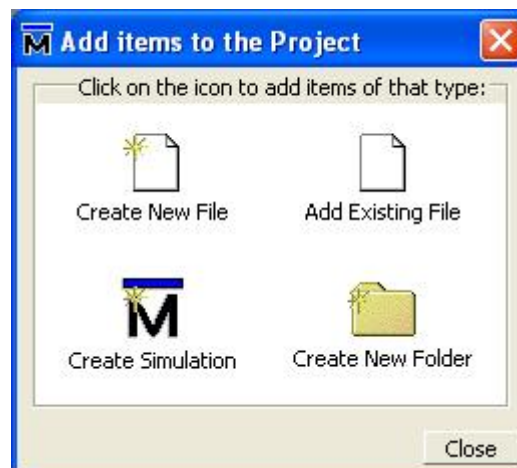 M Add items to the Project
Click on the icon to add items of that type:
Create New File
Add Existing File
M
Create Simulation
Create New Folder
Close